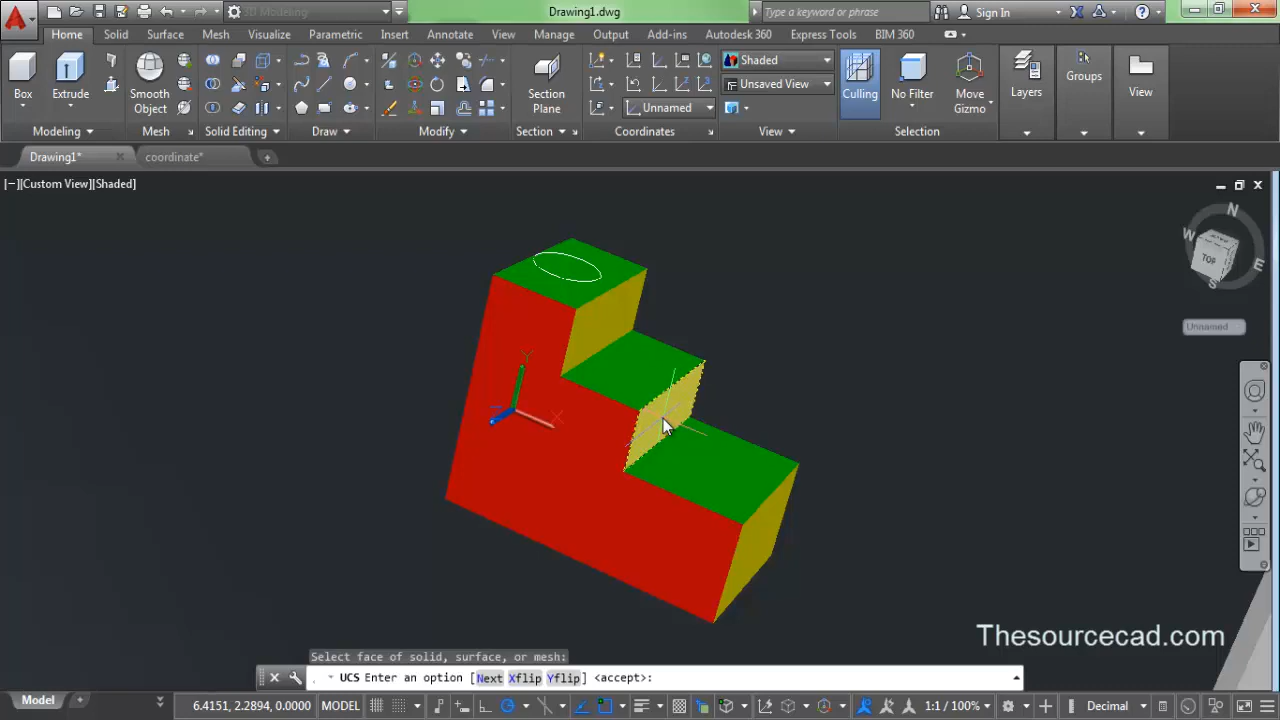 3D Modeling
Drawing1.dwg
Type a keyword or phrase
Sign In
Home Solid Surface Mesh Visualize Parametric Insert Annotate View Manage Output Add-ins Autodesk 360 Express Tools BIM 360
Box
Extrude
Smooth Object
Section Plane
Shaded
Unsaved View
Unnamed
Culling
No Filter
Move Gizmo
Layers
Groups
View
Modeling Mesh Solid Editing Draw Modify Section Coordinates View Selection
Drawing1* coordinate*
[−][Custom View][Shaded]
N
W
E
S
TOP
Unnamed
Y
X
Thesourcecad.com
Select face of solid, surface, or mesh:
UCS Enter an option [Next Xflip Yflip] <accept>:
Model
6.4151, 2.2894, 0.0000 MODEL 1:1 / 100% Decimal